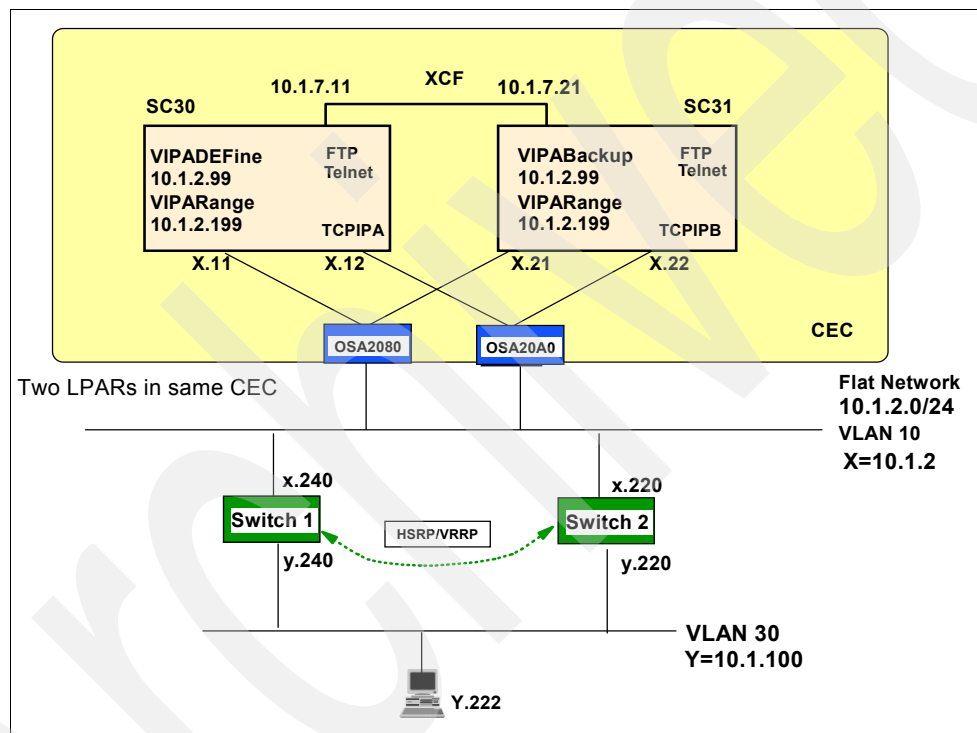 XCF
10.1.7.11
10.1.7.21
SC30
SC31
VIPADEFine
10.1.2.99
VIPARange
10.1.2.199
FTP
Telnet
TCPIPA
VIPABackup
10.1.2.99
VIPARange
10.1.2.199
FTP
Telnet
TCPIPB
X.11
X.12
X.21
X.22
OSA2080
OSA20A0
CEC
Two LPARs in same CEC
Flat Network
10.1.2.0/24
VLAN 10
X=10.1.2
x.240
x.220
Switch 1
HSRP/VRRP
Switch 2
y.240
y.220
VLAN 30
Y=10.1.100
Y.222